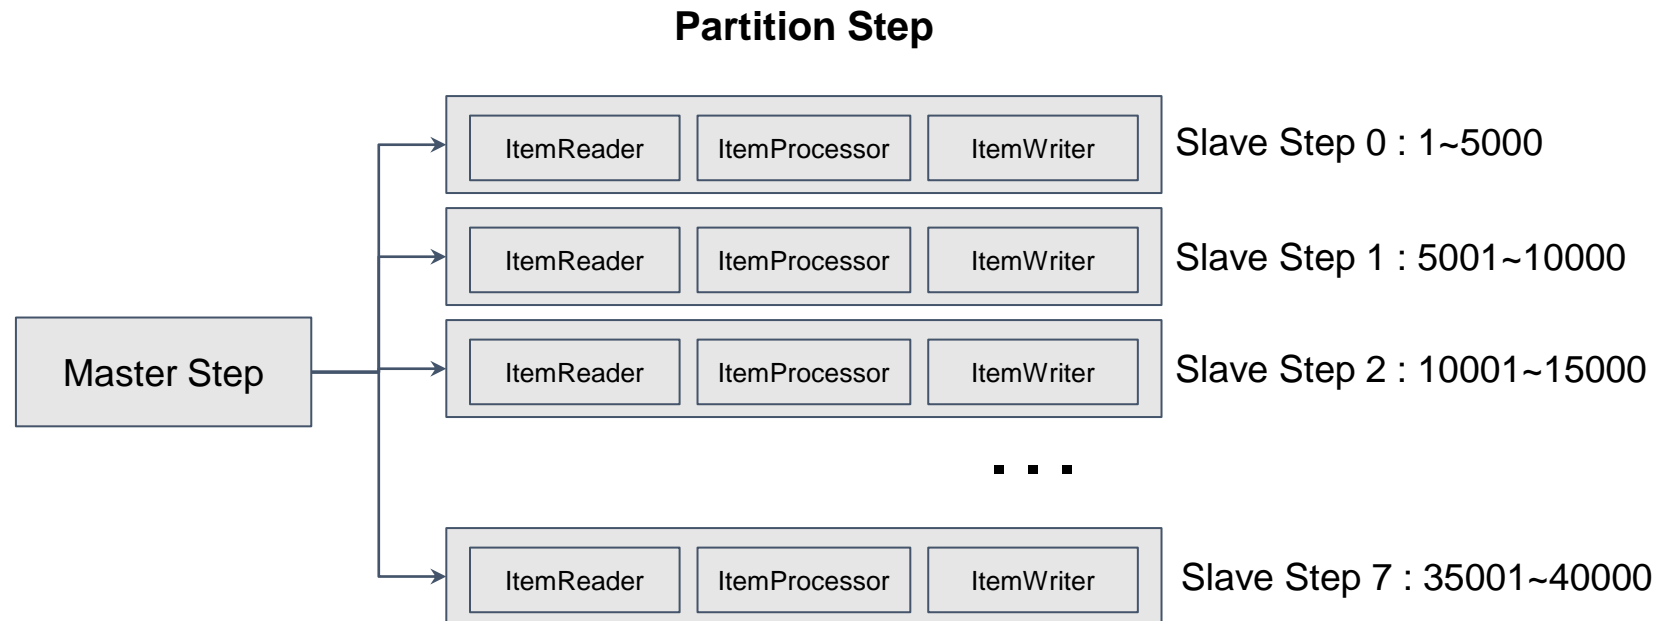 Partition Step
ItemReader ItemProcessor ItemWriter Slave Step 0 : 1~5000
ItemReader ItemProcessor ItemWriter Slave Step 1 : 5001~10000
Master Step ItemReader ItemProcessor ItemWriter Slave Step 2 : 10001~15000
. . .
ItemReader ItemProcessor ItemWriter Slave Step 7 : 35001~40000